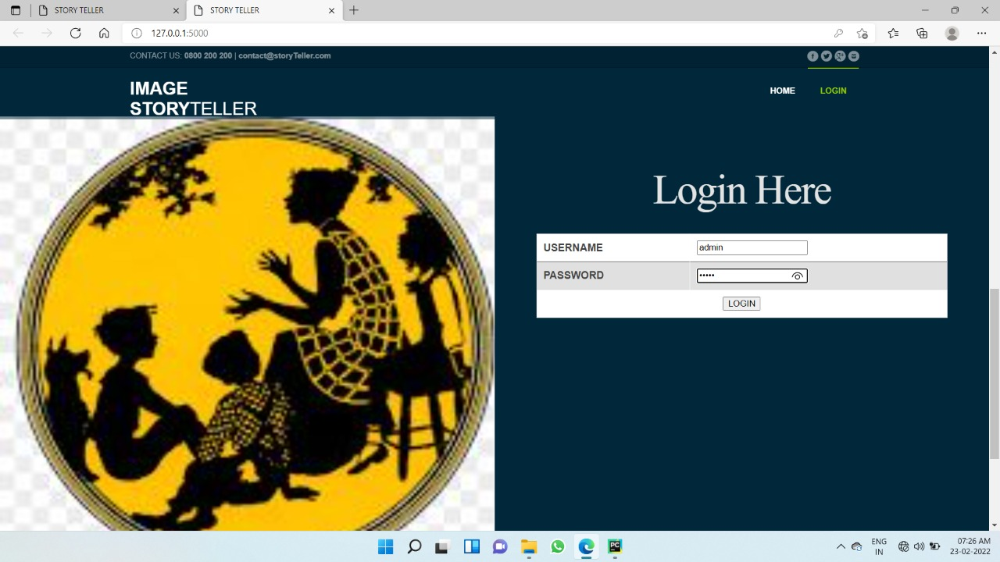 STORY TELLER
STORY TELLER
127.0.0.1:5000
CONTACT US: 0800 200 200 | contact@storyTeller.com
IMAGE
STORYTELLER
HOME
LOGIN
Login Here
USERNAME
admin
PASSWORD
•••••
LOGIN
PC
ENG
IN
07:26 AM
23-02-2022